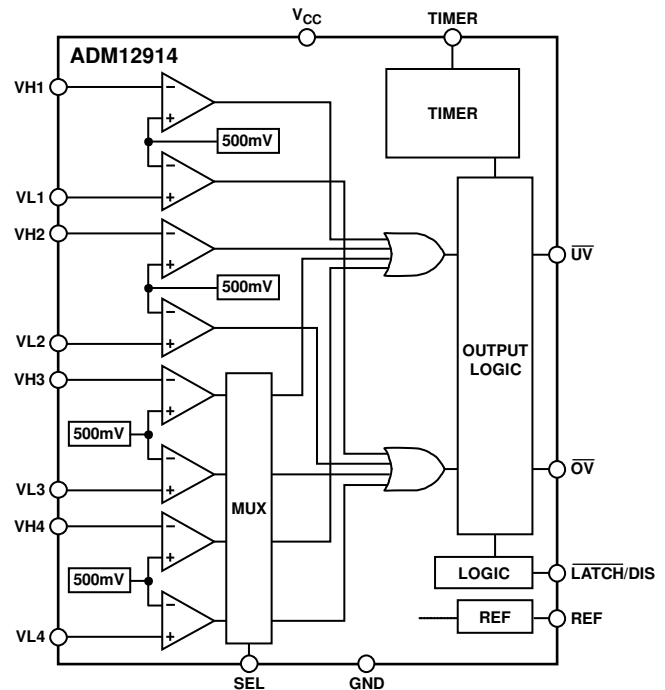 VCC
TIMER
ADM12914
VH1
TIMER
500mV
VL1
VH2
UV
500mV
OUTPUT
LOGIC
VL2
VH3
500mV
OV
VL3
MUX
VH4
500mV
LOGIC
LATCH/DIS
REF
REF
VL4
SEL
GND